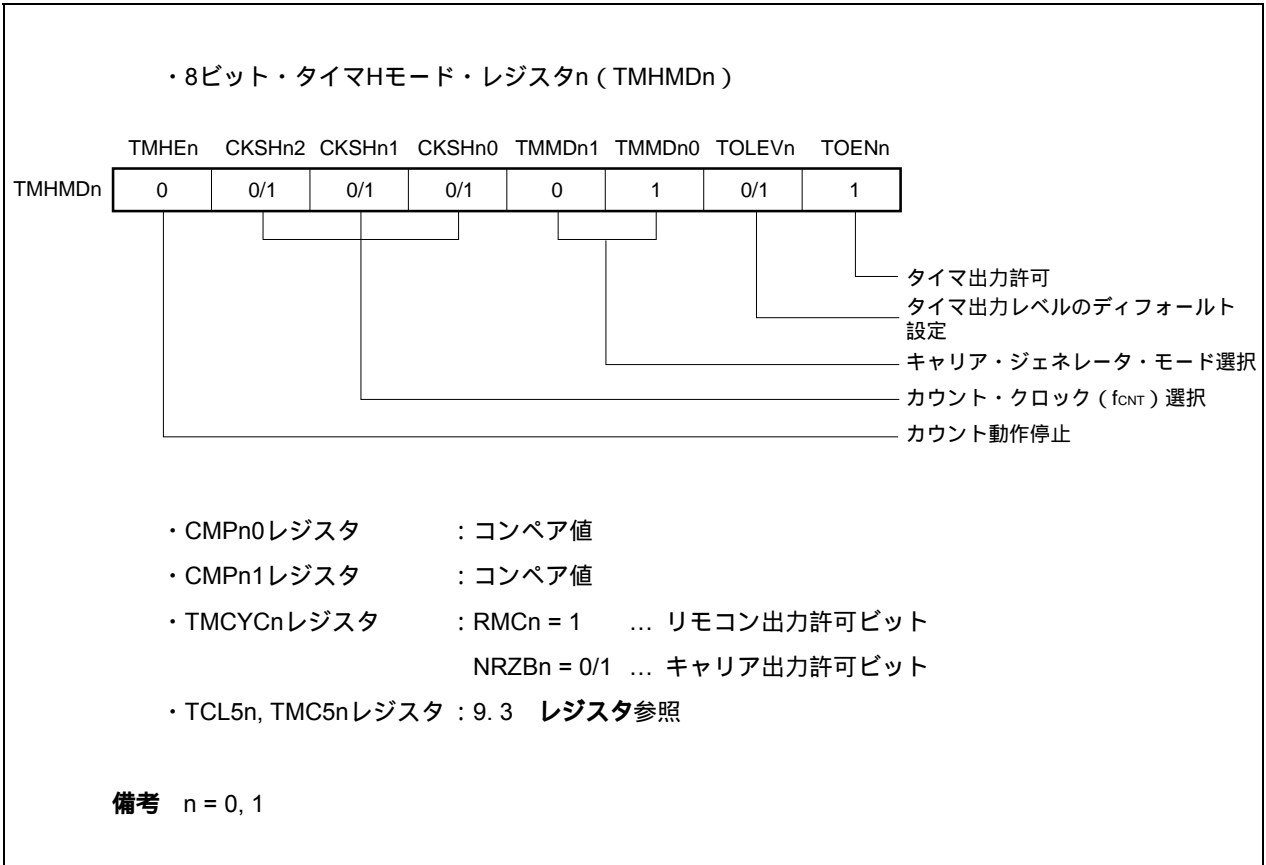 ・8ビット・タイマHモード・レジスタn（TMHMDn）
TMHEn CKSHn2 CKSHn1 CKSHn0 TMMDn1 TMMDn0 TOLEVn TOENn
TMHMDn 0 0/1 0/1 0/1 0 1 0/1 1
タイマ出力許可
タイマ出力レベルのディフォールト
設定
キャリア・ジェネレータ・モード選択
カウント・クロック（fCNT）選択
カウント動作停止
・CMPn0レジスタ ：コンペア値
・CMPn1レジスタ ：コンペア値
・TMCYCnレジスタ ：RMCn = 1 … リモコン出力許可ビット
NRZBn = 0/1 … キャリア出力許可ビット
・TCL5n, TMC5nレジスタ ：9. 3 レジスタ参照
備考 n = 0, 1